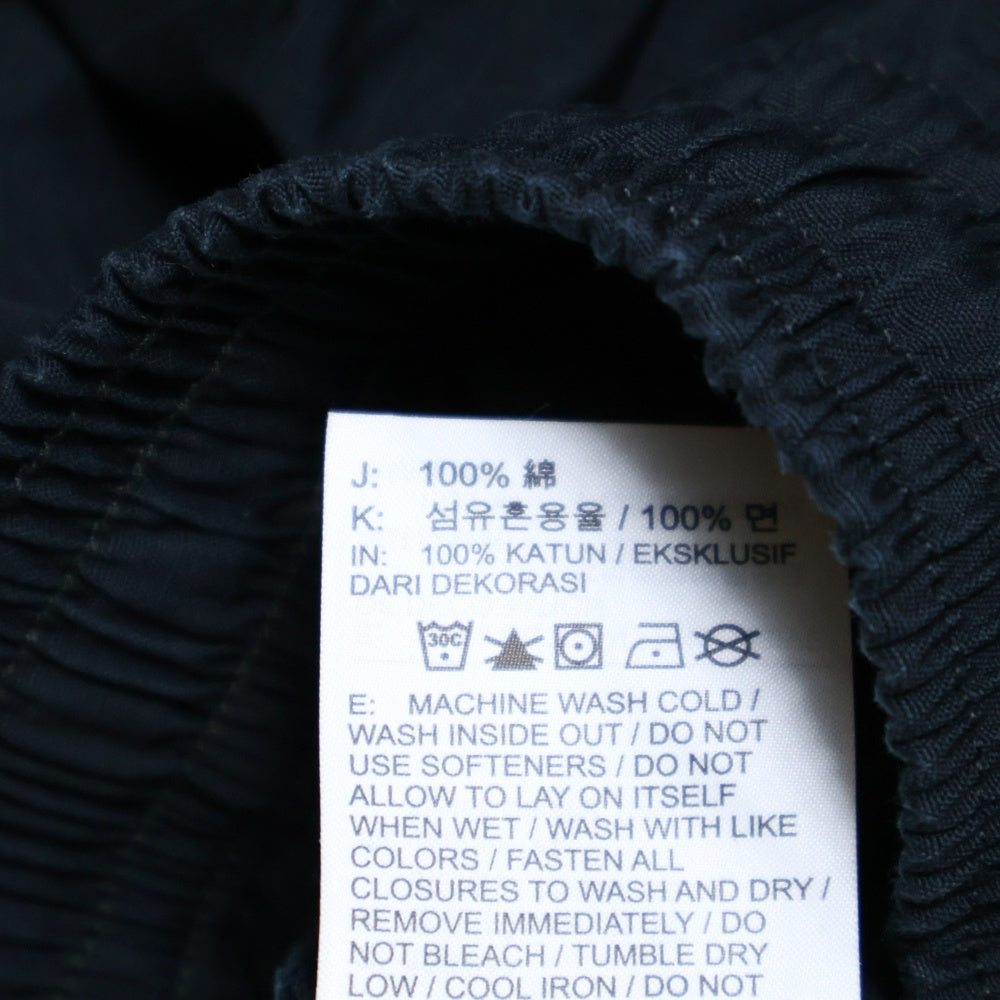 J: 100% 綿
K: 섬유혼용율 / 100% 면
IN: 100% KATUN / EKSKLUSIF
DARI DEKORASI
30C
E: MACHINE WASH COLD /
WASH INSIDE OUT / DO NOT
USE SOFTENERS / DO NOT
ALLOW TO LAY ON ITSELF
WHEN WET / WASH WITH LIKE
COLORS / FASTEN ALL
CLOSURES TO WASH AND DRY /
REMOVE IMMEDIATELY / DO
NOT BLEACH / TUMBLE DRY
LOW / COOL IRON / DO NOT